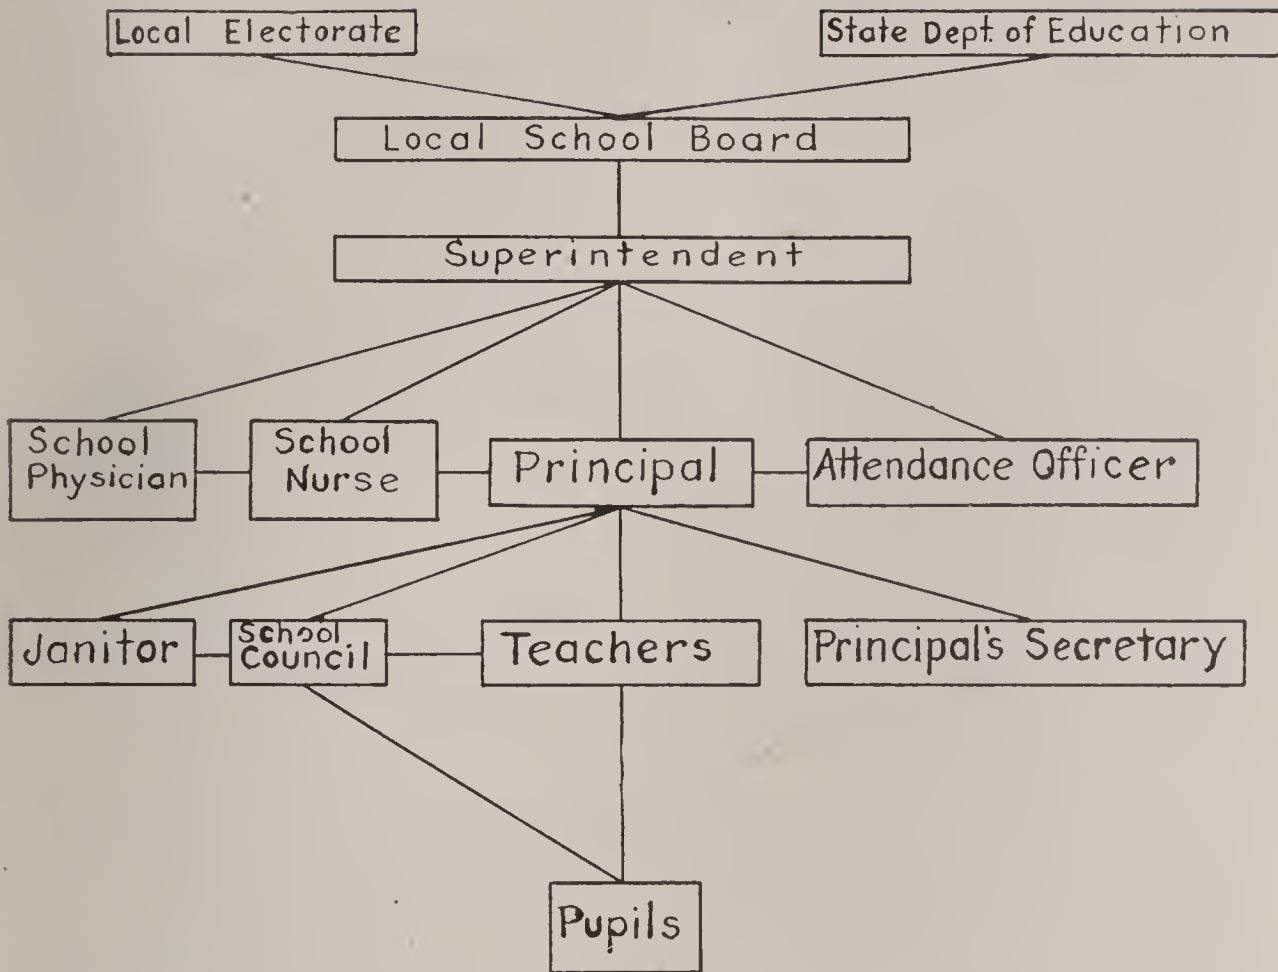 Local Electorate
State Dept. of Education
Local School Board
Superintendent
School
Physician
School
Nurse
Principal
Attendance Officer
Janitor
School
Council
Teachers
Principal's Secretary
Pupils